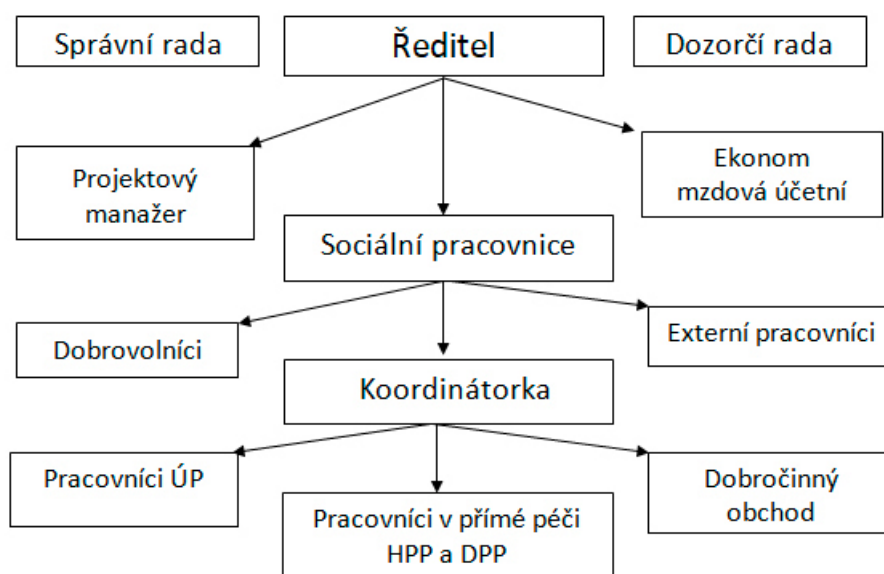 Správní rada
Ředitel
Dozorčí rada
Projektový
manažer
Ekonom
mzdová účetní
Sociální pracovnice
Dobrovolníci
Externí pracovníci
Koordinátorka
Pracovníci ÚP
Pracovníci v přímé péči
HPP a DPP
Dobročinný
obchod